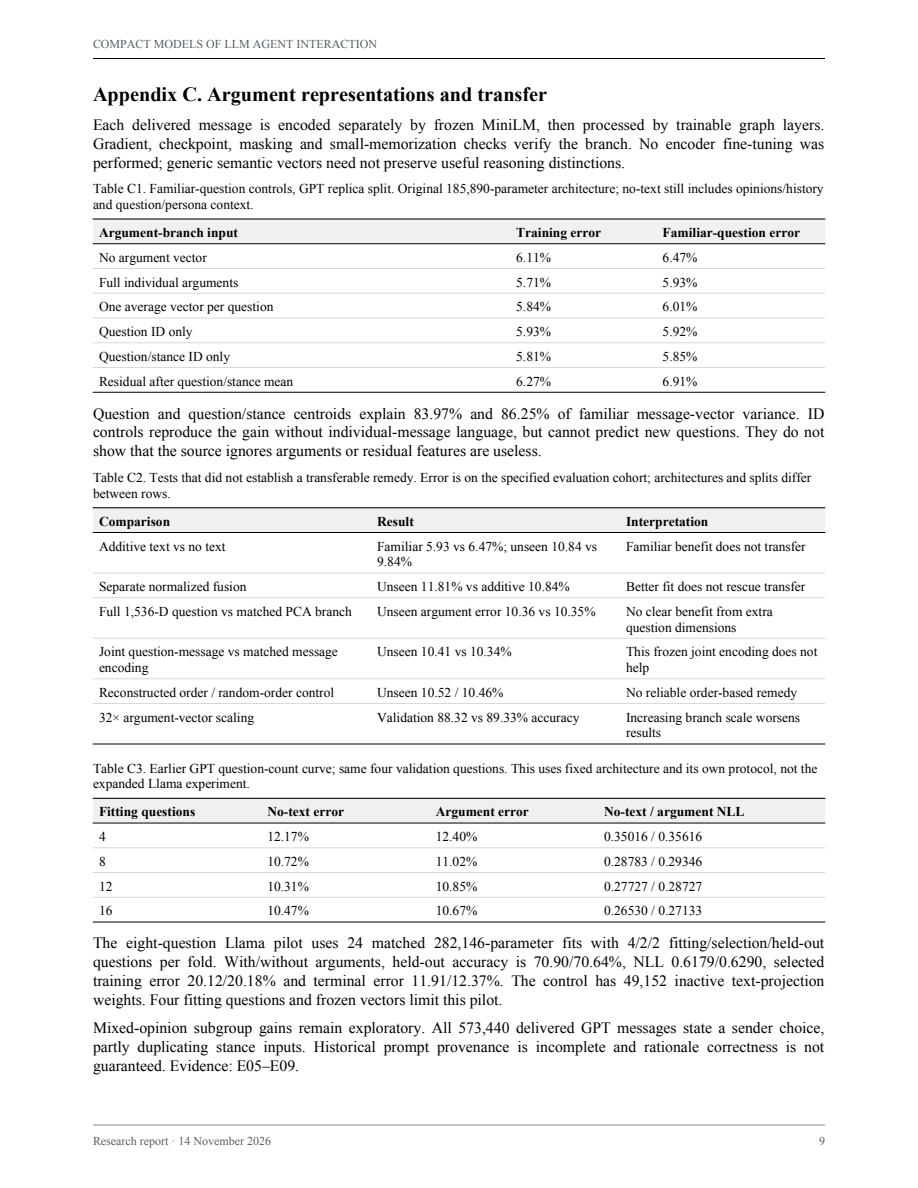 COMPACT MODELS OF LLM AGENT INTERACTION
Appendix C. Argument representations and transfer
Each delivered message is encoded separately by frozen MiniLM, then processed by trainable graph layers.
Gradient, checkpoint, masking and small-memorization checks verify the branch. No encoder fine-tuning was
performed; generic semantic vectors need not preserve useful reasoning distinctions.
Table C1. Familiar-question controls, GPT replica split. Original 185,890-parameter architecture; no-text still includes opinions/history
and question/persona context.
Argument-branch input Training error Familiar-question error
No argument vector 6.11% 6.47%
Full individual arguments 5.71% 5.93%
One average vector per question 5.84% 6.01%
Question ID only 5.93% 5.92%
Question/stance ID only 5.81% 5.85%
Residual after question/stance mean 6.27% 6.91%
Question and question/stance centroids explain 83.97% and 86.25% of familiar message-vector variance. ID
controls reproduce the gain without individual-message language, but cannot predict new questions. They do not
show that the source ignores arguments or residual features are useless.
Table C2. Tests that did not establish a transferable remedy. Error is on the specified evaluation cohort; architectures and splits differ
between rows.
Comparison Result Interpretation
Additive text vs no text Familiar 5.93 vs 6.47%; unseen 10.84 vs Familiar benefit does not transfer
9.84%
Separate normalized fusion Unseen 11.81% vs additive 10.84% Better fit does not rescue transfer
Full 1,536-D question vs matched PCA branch Unseen argument error 10.36 vs 10.35% No clear benefit from extra
question dimensions
Joint question-message vs matched message Unseen 10.41 vs 10.34% This frozen joint encoding does not
encoding help
Reconstructed order / random-order control Unseen 10.52 / 10.46% No reliable order-based remedy
32× argument-vector scaling Validation 88.32 vs 89.33% accuracy Increasing branch scale worsens
results
Table C3. Earlier GPT question-count curve; same four validation questions. This uses fixed architecture and its own protocol, not the
expanded Llama experiment.
Fitting questions No-text error Argument error No-text / argument NLL
4 12.17% 12.40% 0.35016 / 0.35616
8 10.72% 11.02% 0.28783 / 0.29346
12 10.31% 10.85% 0.27727 / 0.28727
16 10.47% 10.67% 0.26530 / 0.27133
The eight-question Llama pilot uses 24 matched 282,146-parameter fits with 4/2/2 fitting/selection/held-out
questions per fold. With/without arguments, held-out accuracy is 70.90/70.64%, NLL 0.6179/0.6290, selected
training error 20.12/20.18% and terminal error 11.91/12.37%. The control has 49,152 inactive text-projection
weights. Four fitting questions and frozen vectors limit this pilot.
Mixed-opinion subgroup gains remain exploratory. All 573,440 delivered GPT messages state a sender choice,
partly duplicating stance inputs. Historical prompt provenance is incomplete and rationale correctness is not
guaranteed. Evidence: E05–E09.
Research report · 14 November 2026 9